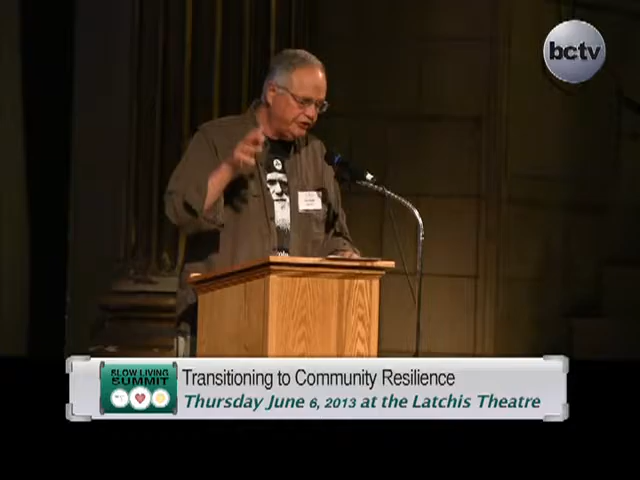 bctv
SLOW LIVING
SUMMIT
Transitioning to Community Resilience
Thursday June 6, 2013 at the Latchis Theatre